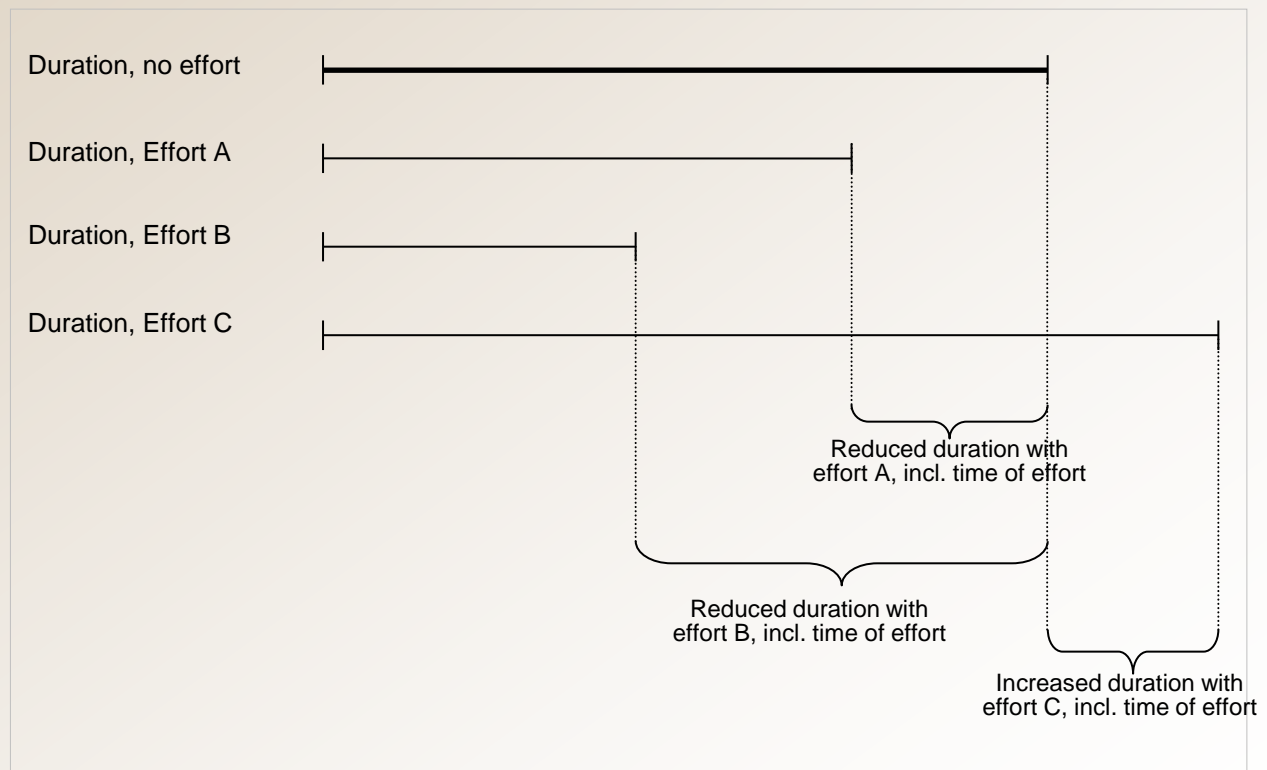 Duration, no effort
Duration, Effort A
Duration, Effort B
Duration, Effort C
Reduced duration with
effort A, incl. time of effort
Reduced duration with
effort B, incl. time of effort
Increased duration with
effort C, incl. time of effort